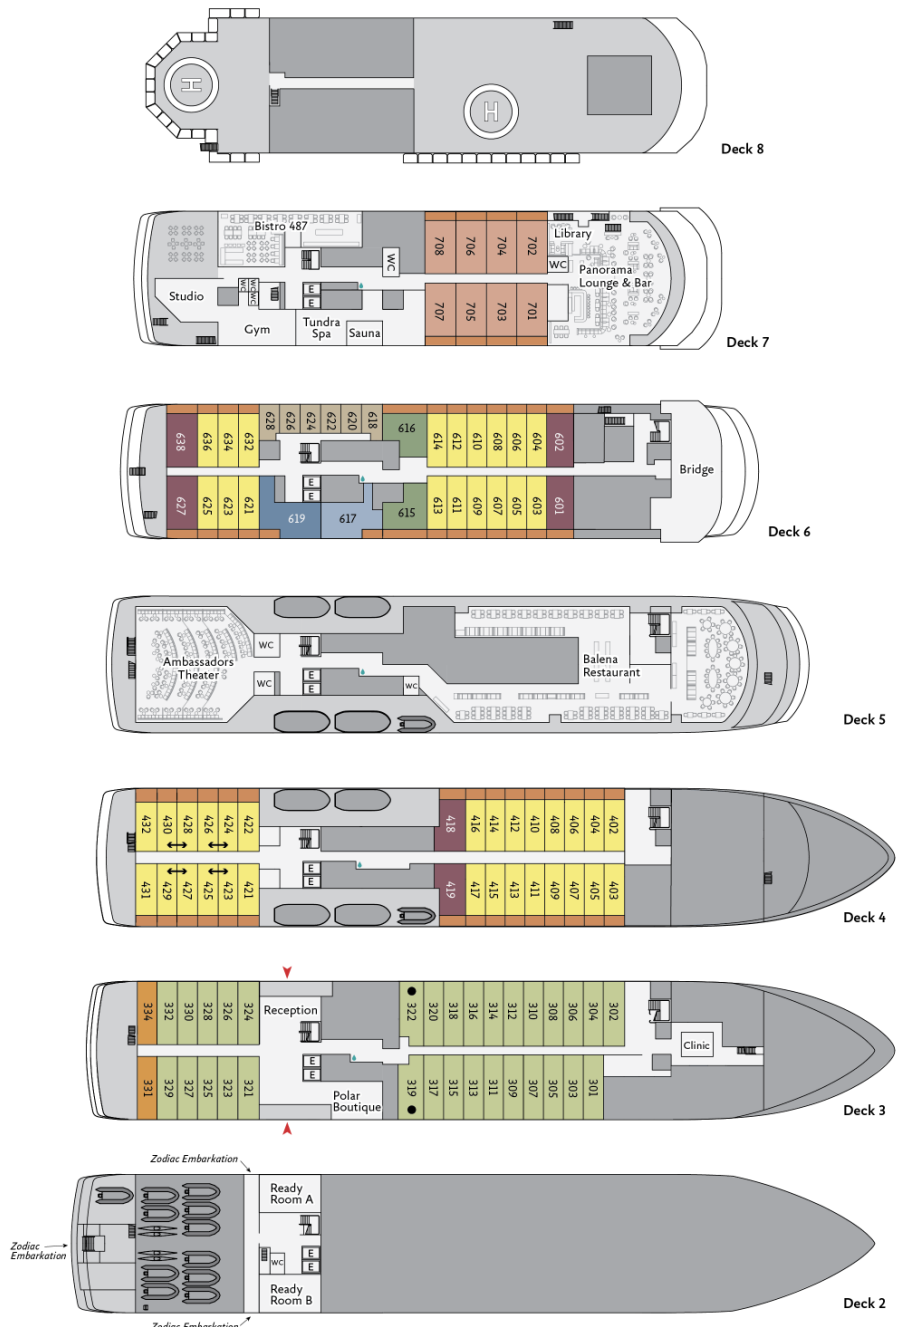 H
H
Deck 8
Bistro 487
Library
WC
708
706
704
702
WC
Panorama
Lounge & Bar
Studio
WC
WC
WC
E
E
Gym
Tundra
Spa
Sauna
707
705
703
701
Deck 7
638
636
634
632
628
626
624
622
620
618
616
614
612
610
608
606
604
602
Bridge
E
E
627
625
623
621
619
617
615
613
611
609
607
605
603
601
Deck 6
Ambassadors
Theater
WC
WC
E
E
WC
Balena
Restaurant
Deck 5
432
430
428
426
424
422
418
416
414
412
410
408
406
404
402
E
E
431
429
427
425
423
421
419
417
415
413
411
409
407
405
403
Deck 4
334
332
330
328
326
324
Reception
322
320
318
316
314
312
310
308
306
304
302
Clinic
E
E
331
329
327
325
323
321
Polar
Boutique
319
317
315
313
311
309
307
305
303
301
Deck 3
Zodiac Embarkation
Ready
Room A
Zodiac
Embarkation
WC
E
E
Ready
Room B
Deck 2
Zodiac Embarkation